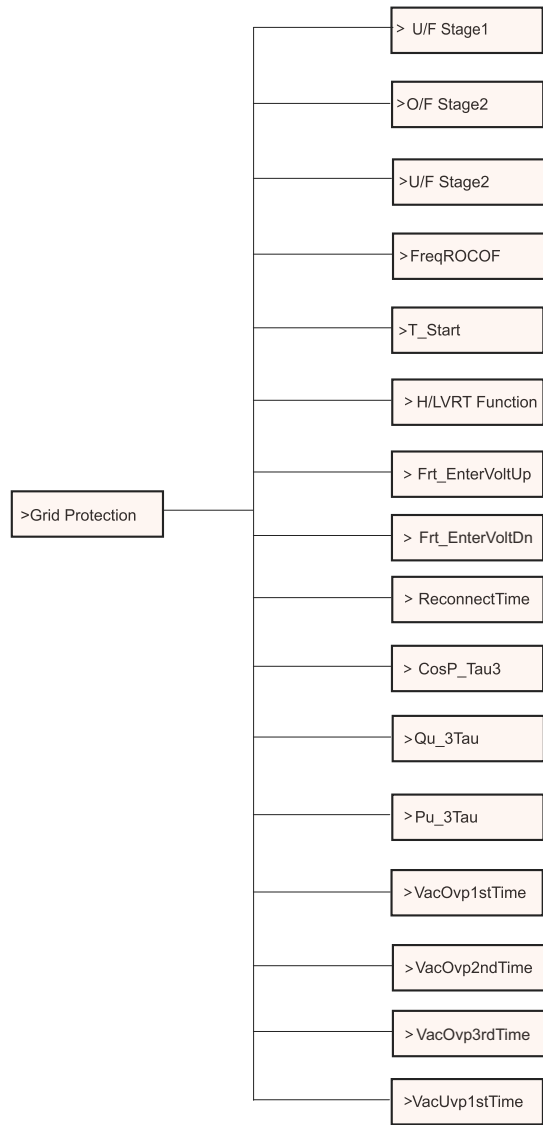 > U/F Stage1
>O/F Stage2
>U/F Stage2
>FreqROCOF
>T_Start
> H/LVRT Function
> Frt_EnterVoltUp
>Grid Protection
> Frt_EnterVoltDn
> ReconnectTime
> CosP_Tau3
>Qu_3Tau
>Pu_3Tau
>VacOvp1stTime
>VacOvp2ndTime
>VacOvp3rdTime
>VacUvp1stTime